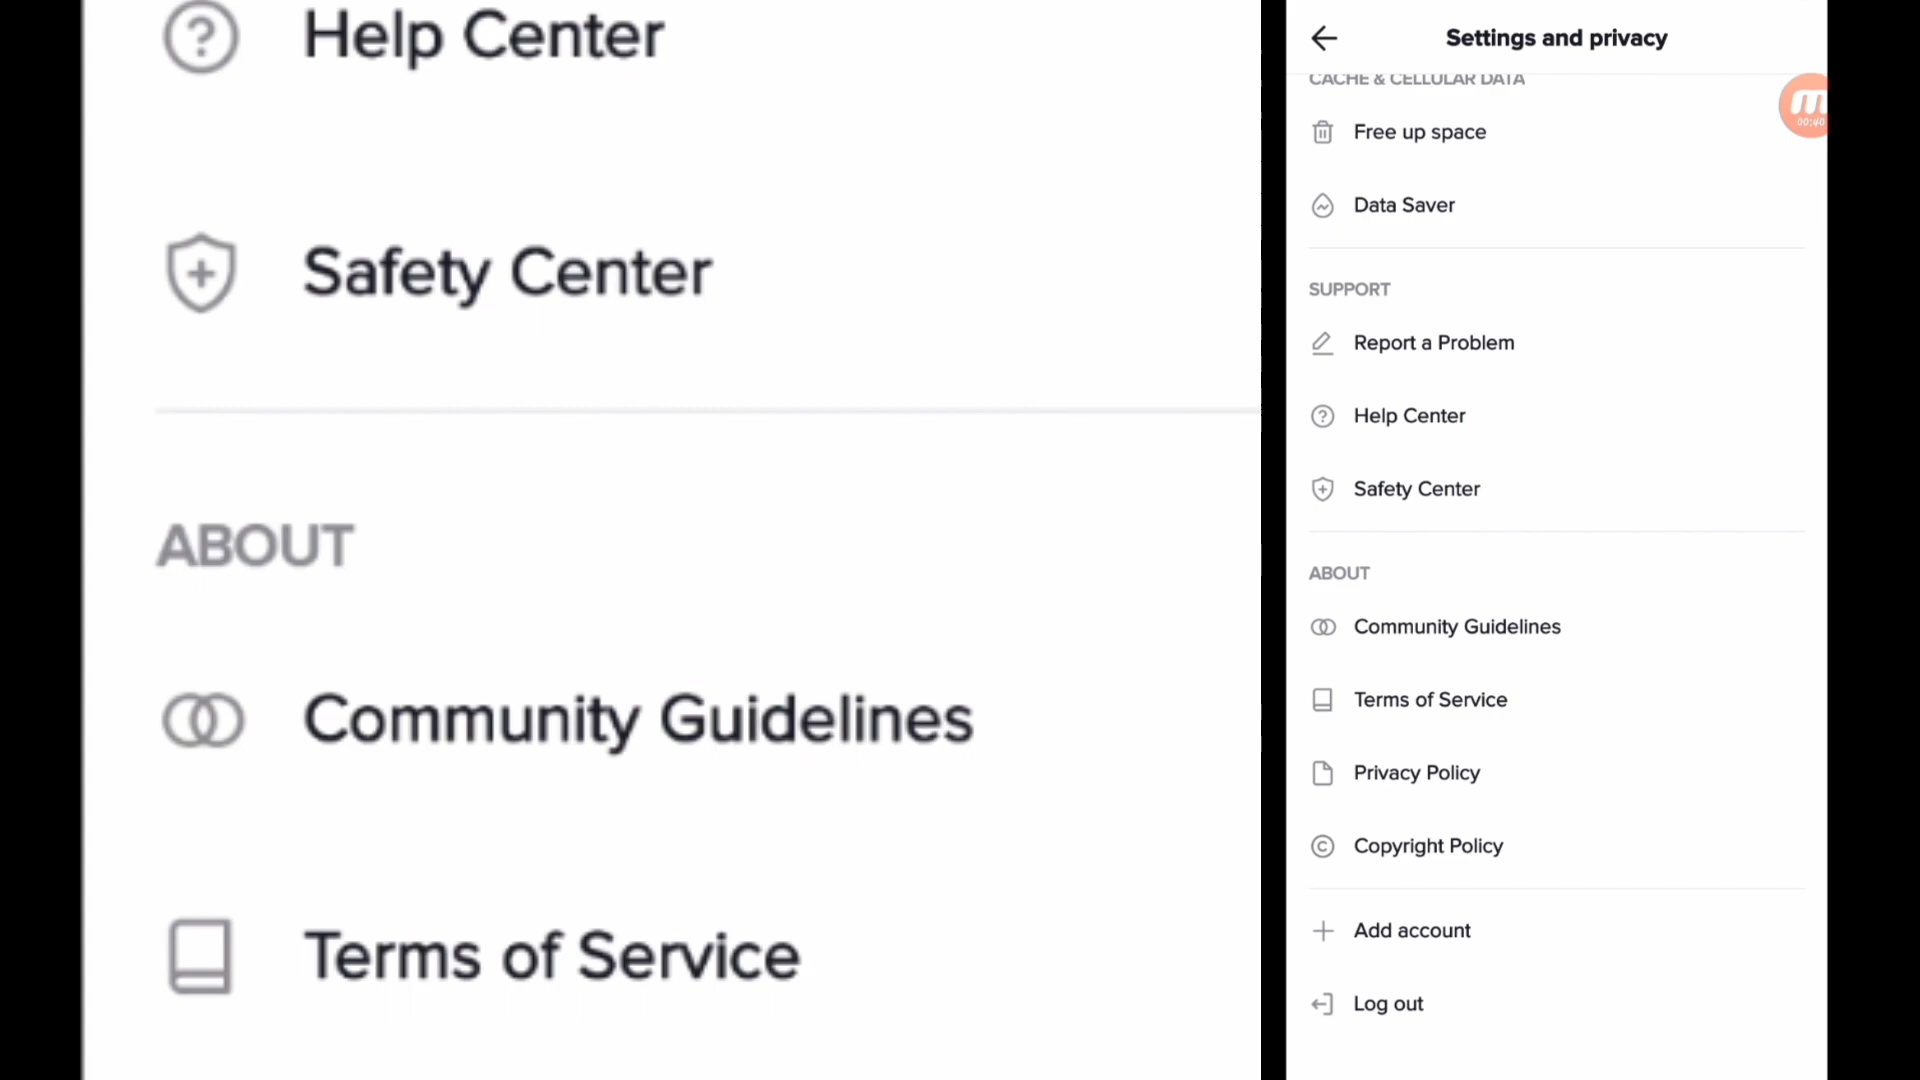 Help Center
Safety Center
ABOUT
Community Guidelines
Terms of Service
Settings and privacy
CACHE & CELLULAR DATA
Free up space
00:40
Data Saver
SUPPORT
Report a Problem
Help Center
Safety Center
ABOUT
Community Guidelines
Terms of Service
Privacy Policy
Copyright Policy
Add account
Log out